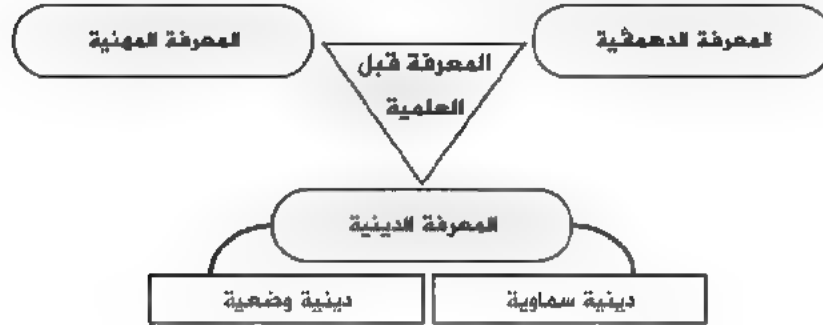 المعرفة الدهمائية
المعرفة المهنية
المعرفة قبل
العلمية
المعرفة الدينية
دينية سماوية
دينية وضعية